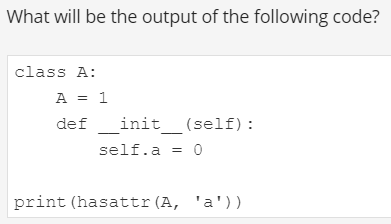 What will be the output of the following code?
class A:
    A = 1
    def __init__(self):
        self.a = 0
print(hasattr(A, 'a'))